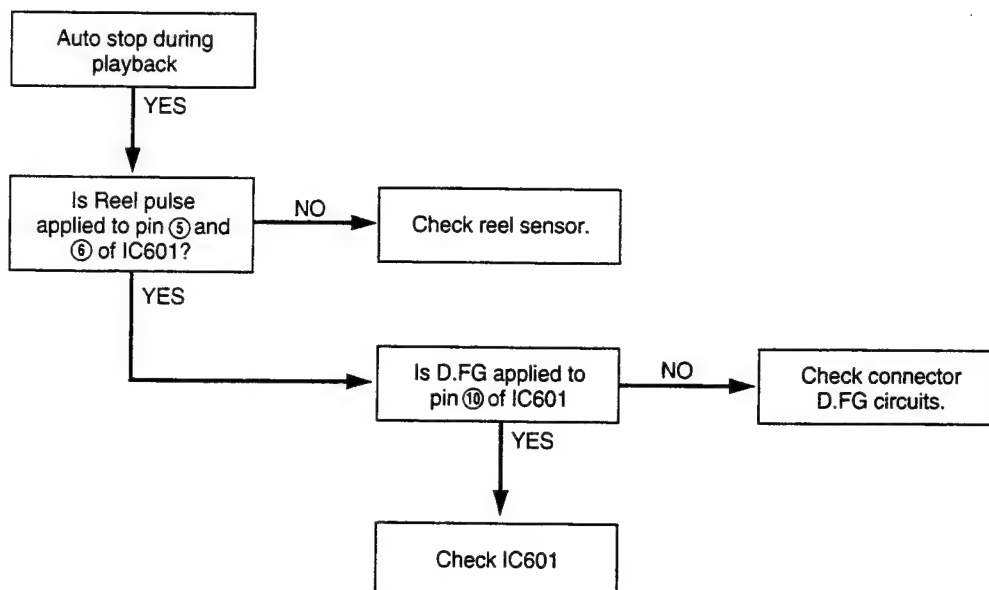 Auto stop during
playback
YES
Is Reel pulse
applied to pin ⑤ and
⑥ of IC601?
NO
Check reel sensor.
YES
Is D.FG applied to
pin ⑩ of IC601
NO
Check connector
D.FG circuits.
YES
Check IC601